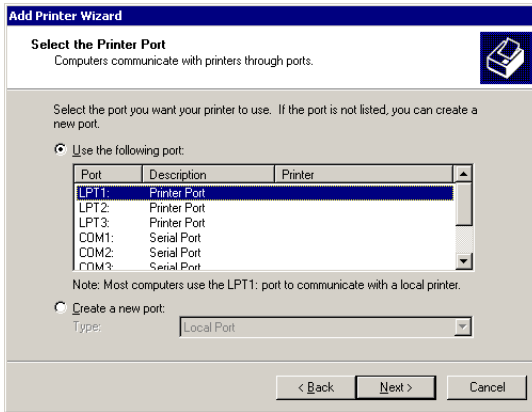 Add Printer Wizard
Select the Printer Port
Computers communicate with printers through ports.
Select the port you want your printer to use. If the port is not listed, you can create a
new port.
Use the following port:
Port Description Printer
LPT1: Printer Port
LPT2: Printer Port
LPT3: Printer Port
COM1: Serial Port
COM2: Serial Port
COM3: Serial Port
Note: Most computers use the LPT1: port to communicate with a local printer.
Create a new port:
Type: Local Port
< Back Next > Cancel